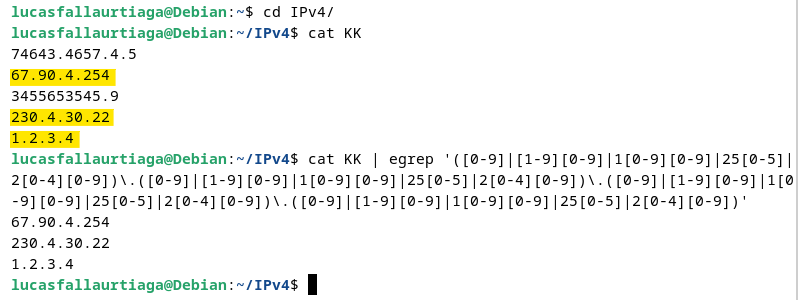 lucasfallaurtiaga@Debian:~$ cd IPv4/
lucasfallaurtiaga@Debian:~/IPv4$ cat KK
74643.4657.4.5
67.90.4.254
3455653545.9
230.4.30.22
1.2.3.4
lucasfallaurtiaga@Debian:~/IPv4$ cat KK | egrep '([0-9]|[1-9][0-9]|1[0-9][0-9]|25[0-5]|
2[0-4][0-9])\.([0-9]|[1-9][0-9]|1[0-9][0-9]|25[0-5]|2[0-4][0-9])\.([0-9]|[1-9][0-9]|1[0
-9][0-9]|25[0-5]|2[0-4][0-9])\.([0-9]|[1-9][0-9]|1[0-9][0-9]|25[0-5]|2[0-4][0-9])'
67.90.4.254
230.4.30.22
1.2.3.4
lucasfallaurtiaga@Debian:~/IPv4$